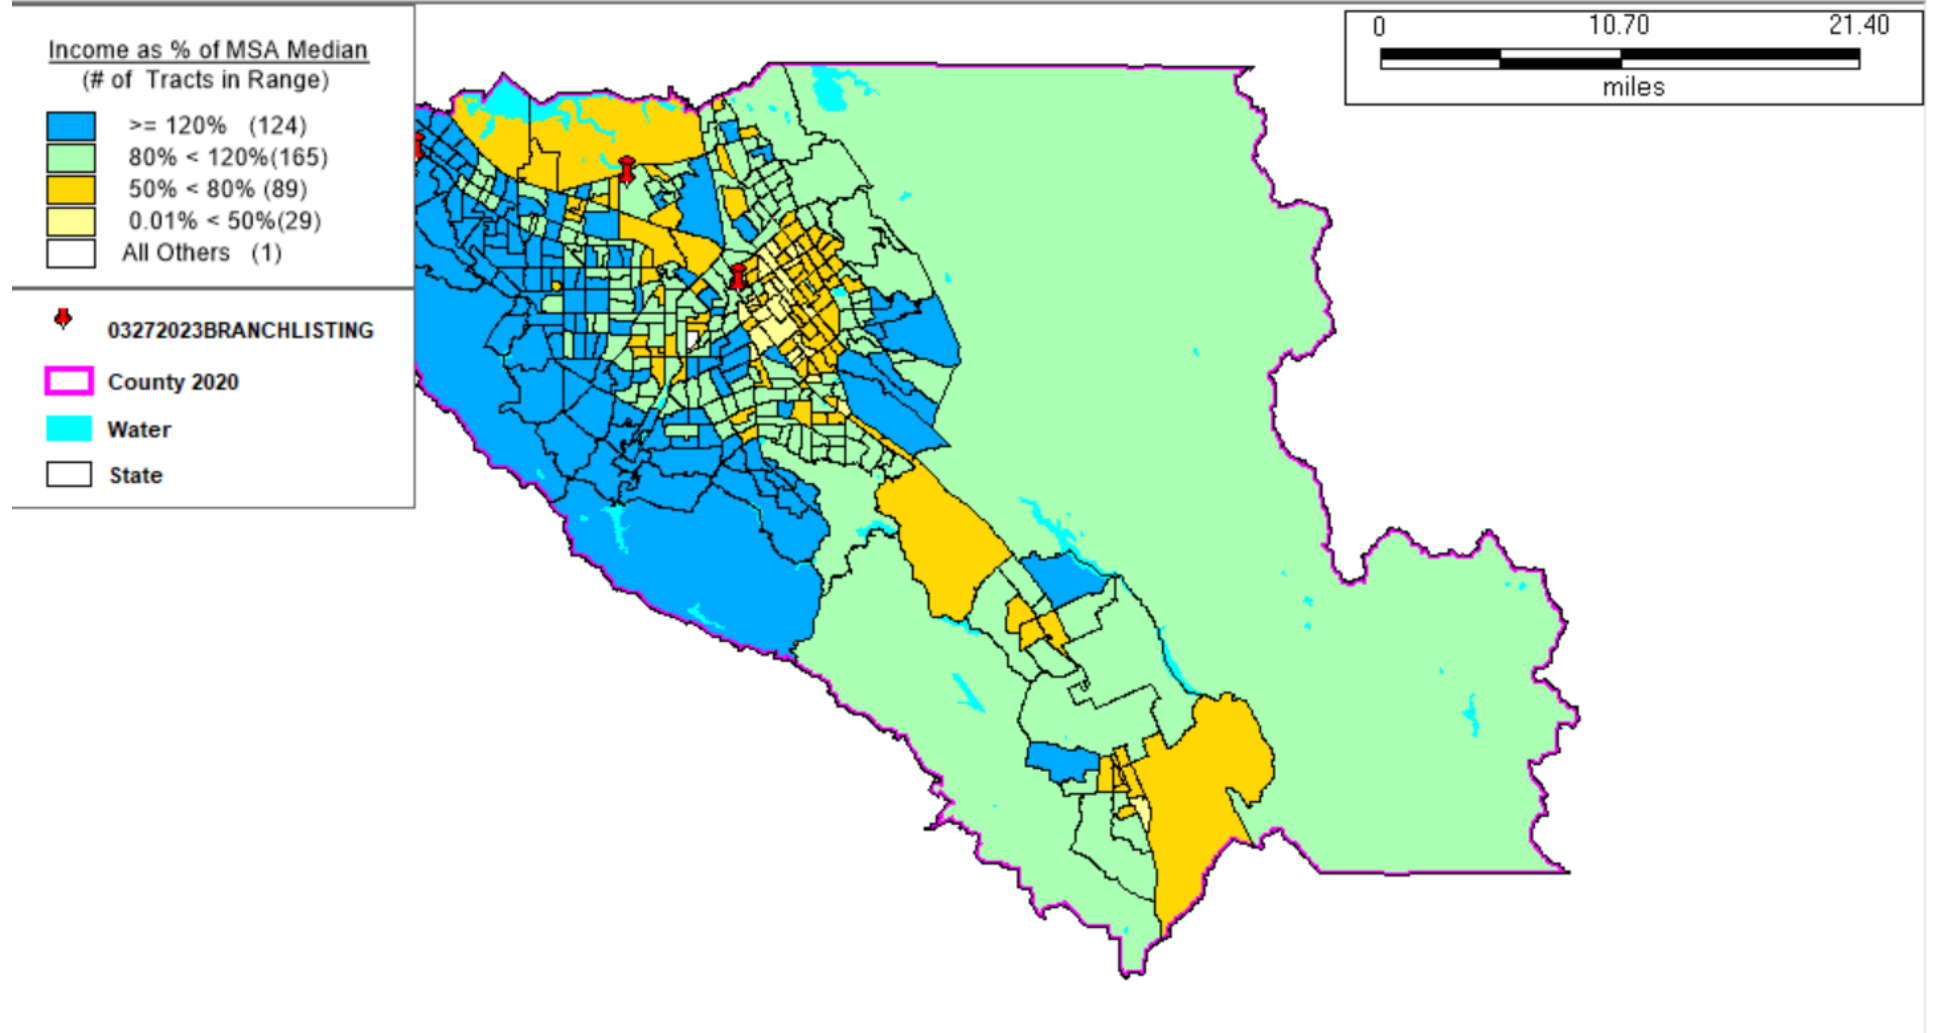 Income as % of MSA Median
(# of Tracts in Range)
>= 120% (124)
80% < 120%(165)
50% < 80% (89)
0.01% < 50%(29)
All Others (1)
03272023BRANCHLISTING
County 2020
Water
State
0 10.70 21.40
miles